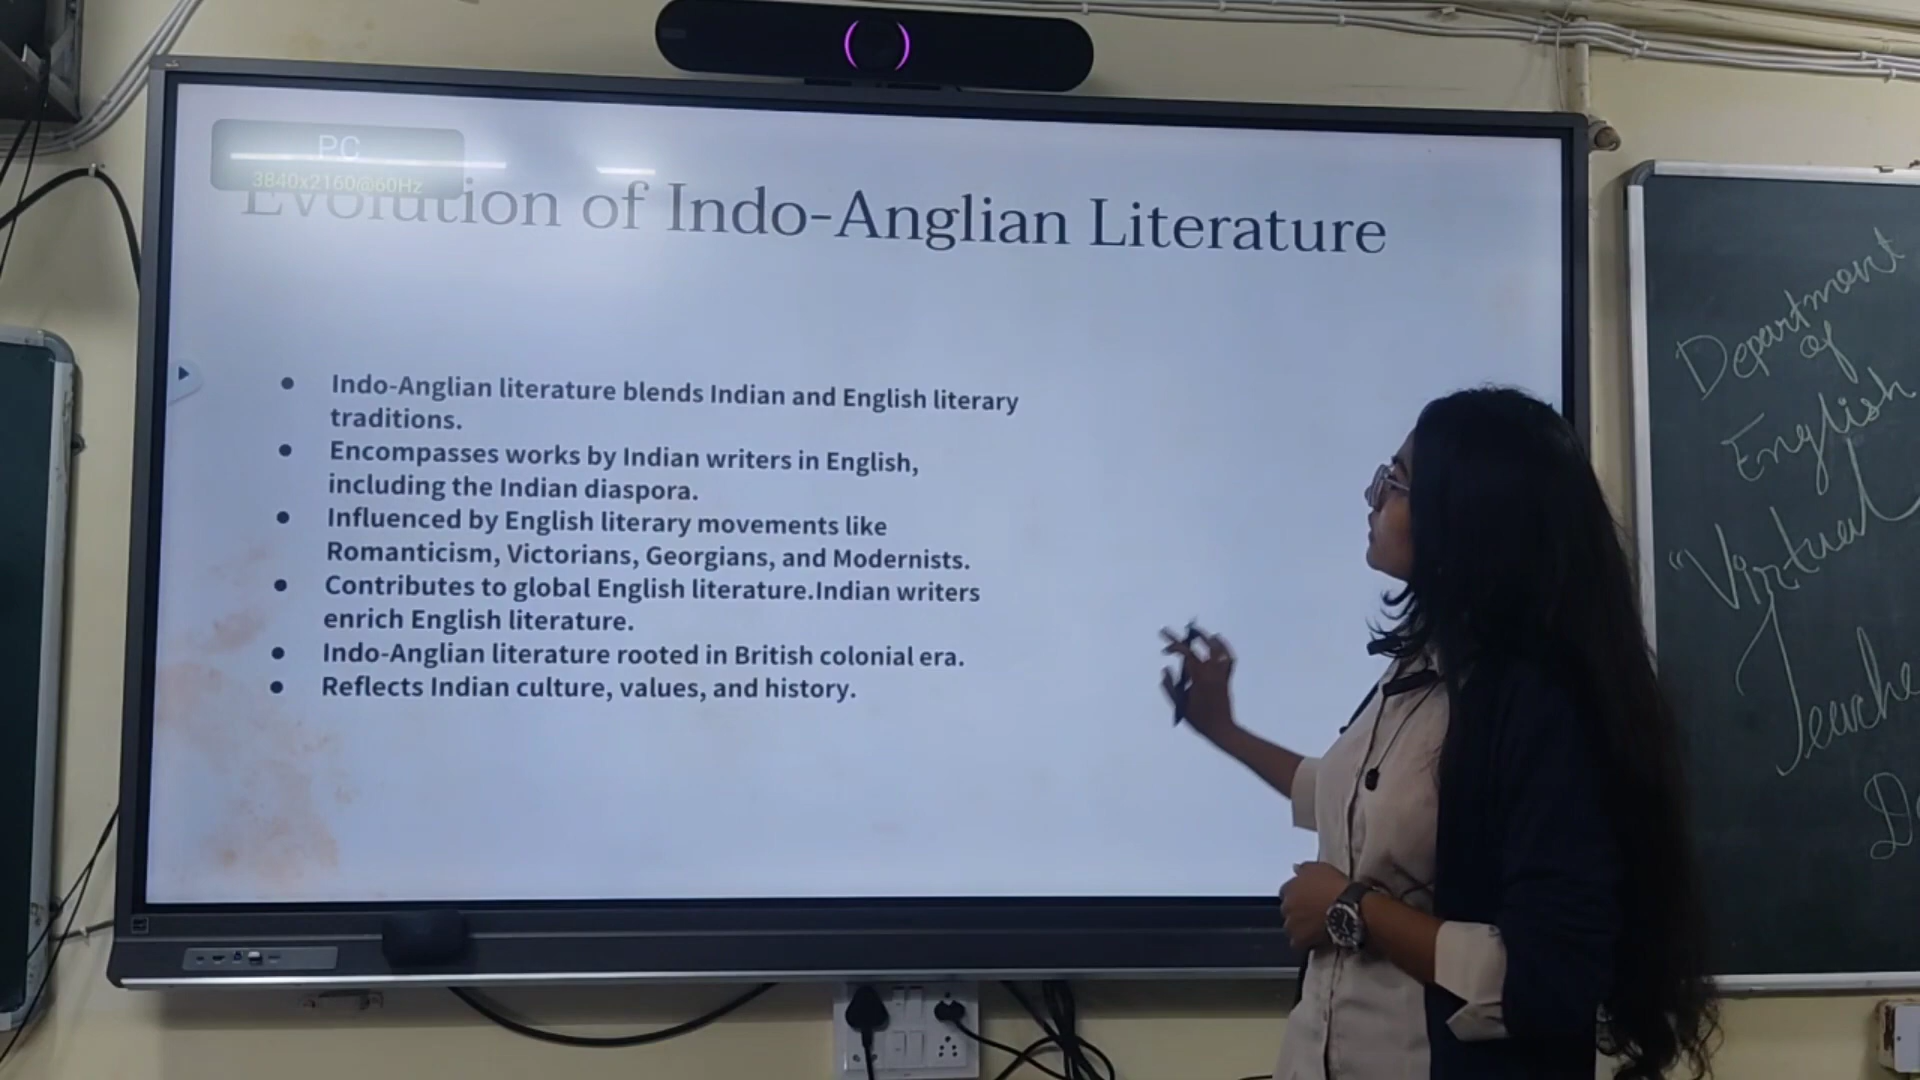 PC
3840x2160@60Hz
Evolution of Indo-Anglian Literature
● Indo-Anglian literature blends Indian and English literary
traditions.
● Encompasses works by Indian writers in English,
including the Indian diaspora.
● Influenced by English literary movements like
Romanticism, Victorians, Georgians, and Modernists.
● Contributes to global English literature.Indian writers
enrich English literature.
● Indo-Anglian literature rooted in British colonial era.
● Reflects Indian culture, values, and history.
Department
of
English
"Virtual